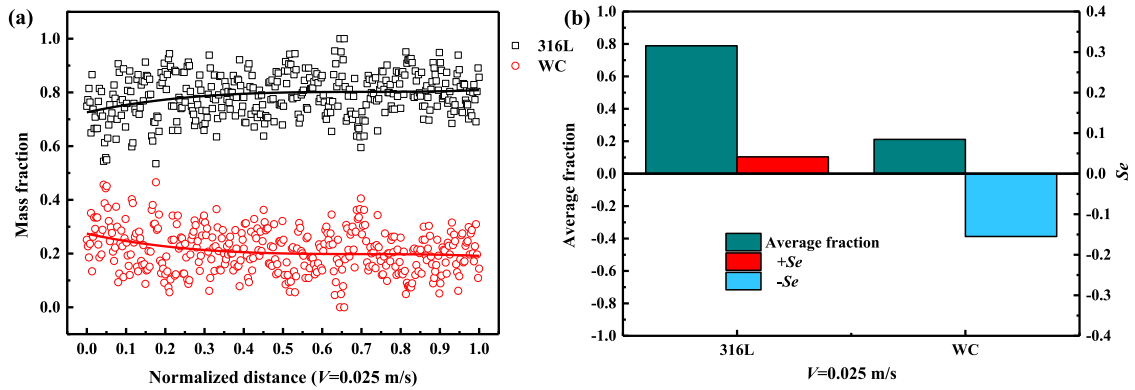 (a)
316L
WC
1.0
0.8
0.6
0.4
0.2
0.0
Mass fraction
0.0 0.1 0.2 0.3 0.4 0.5 0.6 0.7 0.8 0.9 1.0
Normalized distance (V=0.025 m/s)
(b)
1.0
0.8
0.6
0.4
0.2
0.0
-0.2
-0.4
-0.6
-0.8
-1.0
Average fraction
Average fraction
+Se
-Se
0.4
0.3
0.2
0.1
0.0
-0.1
-0.2
-0.3
-0.4
Se
316L WC
V=0.025 m/s